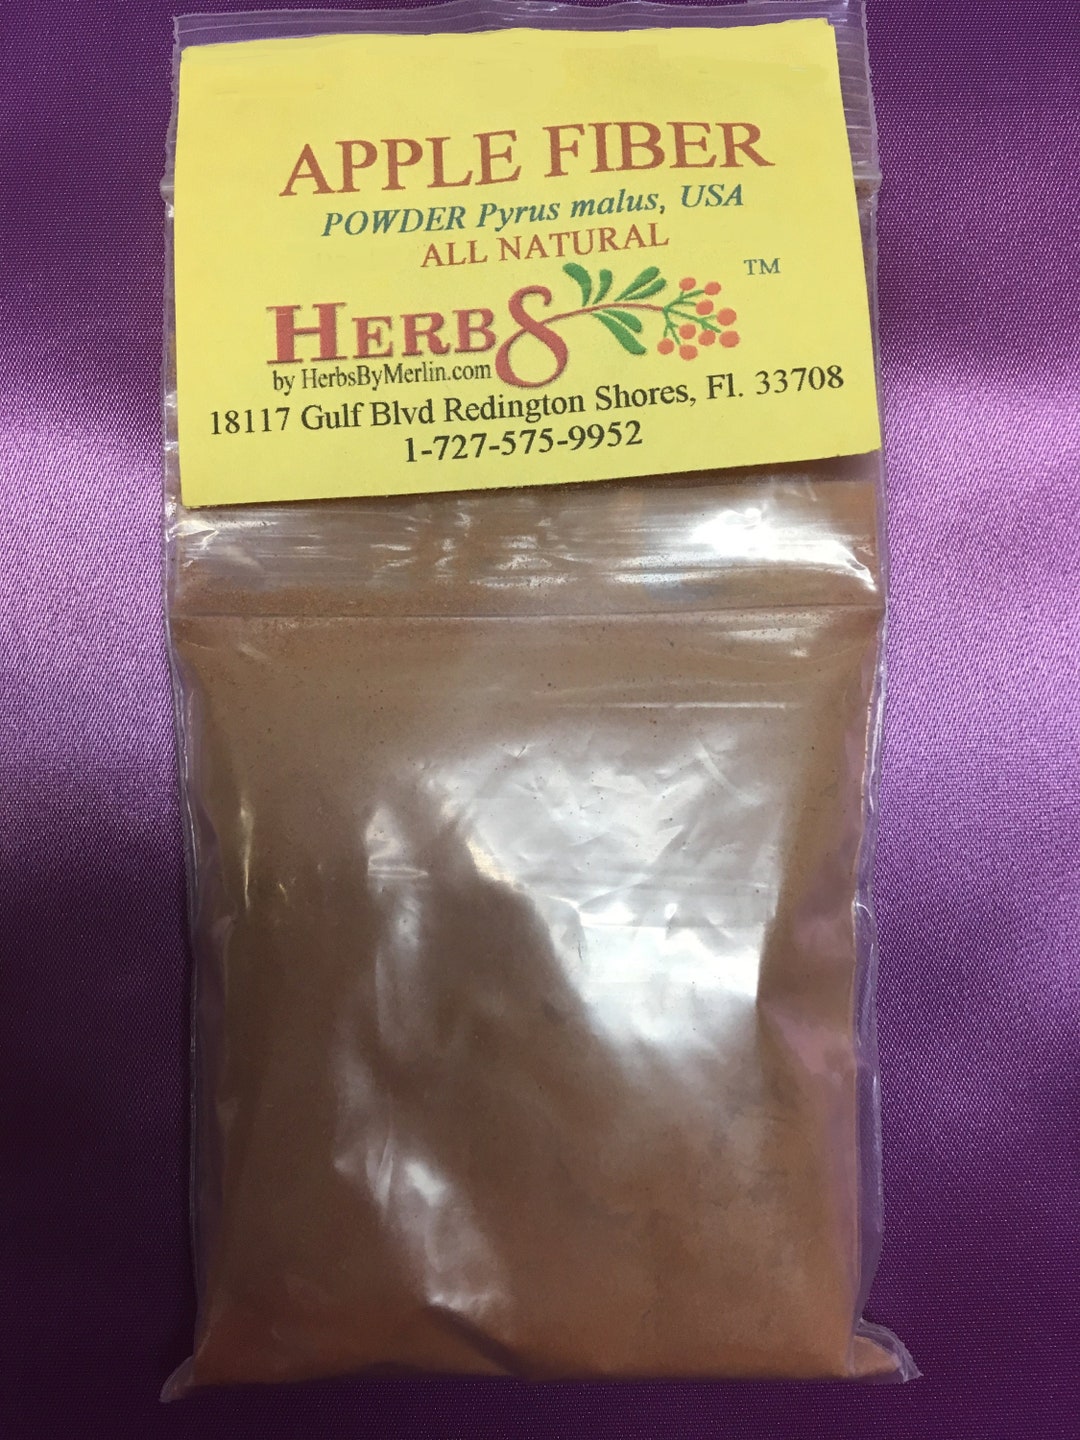 APPLE FIBER
POWDER Pyrus malus, USA
ALL NATURAL
HERBS TM
by HerbsByMerlin.com
18117 Gulf Blvd Redington Shores, Fl. 33708
1-727-575-9952